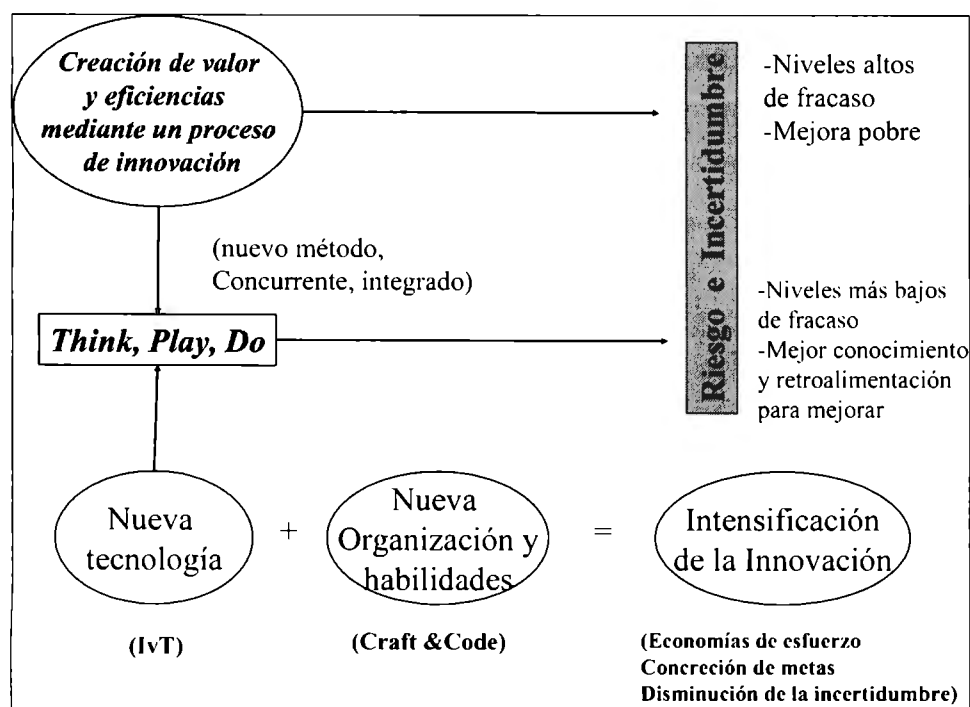 Creación de valor
y eficiencias
mediante un proceso
de innovación
Riesgo e Incertidumbre
-Niveles altos
de fracaso
-Mejora pobre
(nuevo método,
Concurrente, integrado)
Think, Play, Do
-Niveles más bajos
de fracaso
-Mejor conocimiento
y retroalimentación
para mejorar
Nueva
tecnología
+
Nueva
Organización y
habilidades
=
Intensificación
de la Innovación
(IvT)
(Craft &Code)
(Economías de esfuerzo
Concreción de metas
Disminución de la incertidumbre)